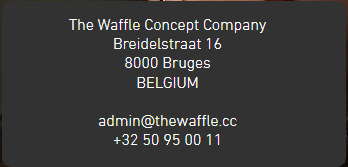 The Waffle Concept Company
Breidelstraat 16
8000 Bruges
BELGIUM
admin@thewaffle.cc
+32 50 95 00 11